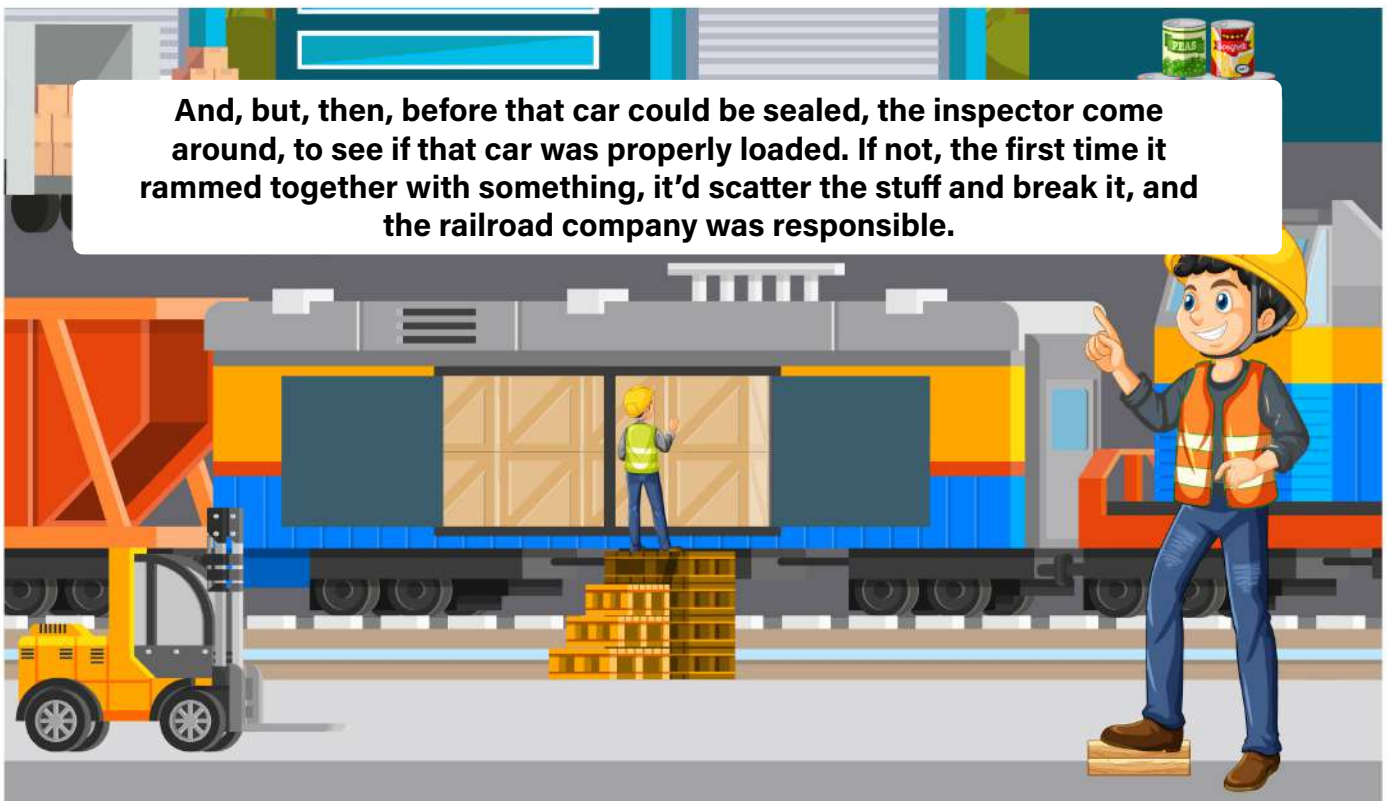 PEAS
Spaghetti
And, but, then, before that car could be sealed, the inspector come
around, to see if that car was properly loaded. If not, the first time it
rammed together with something, it’d scatter the stuff and break it, and
the railroad company was responsible.